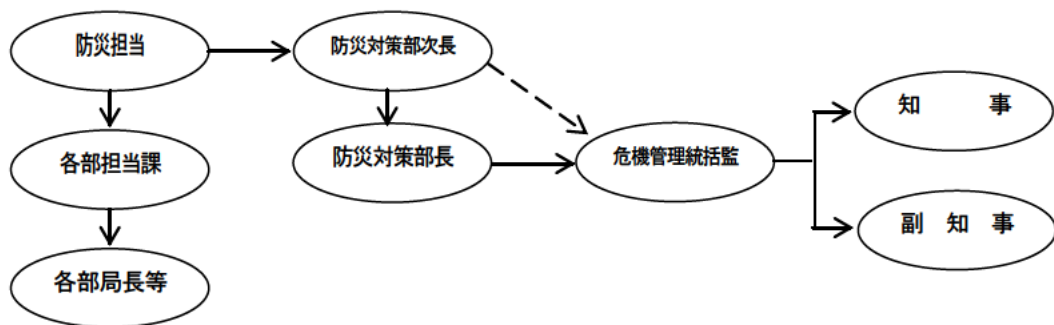 防災担当
防災対策部次長
知事
各部担当課
防災対策部長
危機管理統括監
副知事
各部局長等